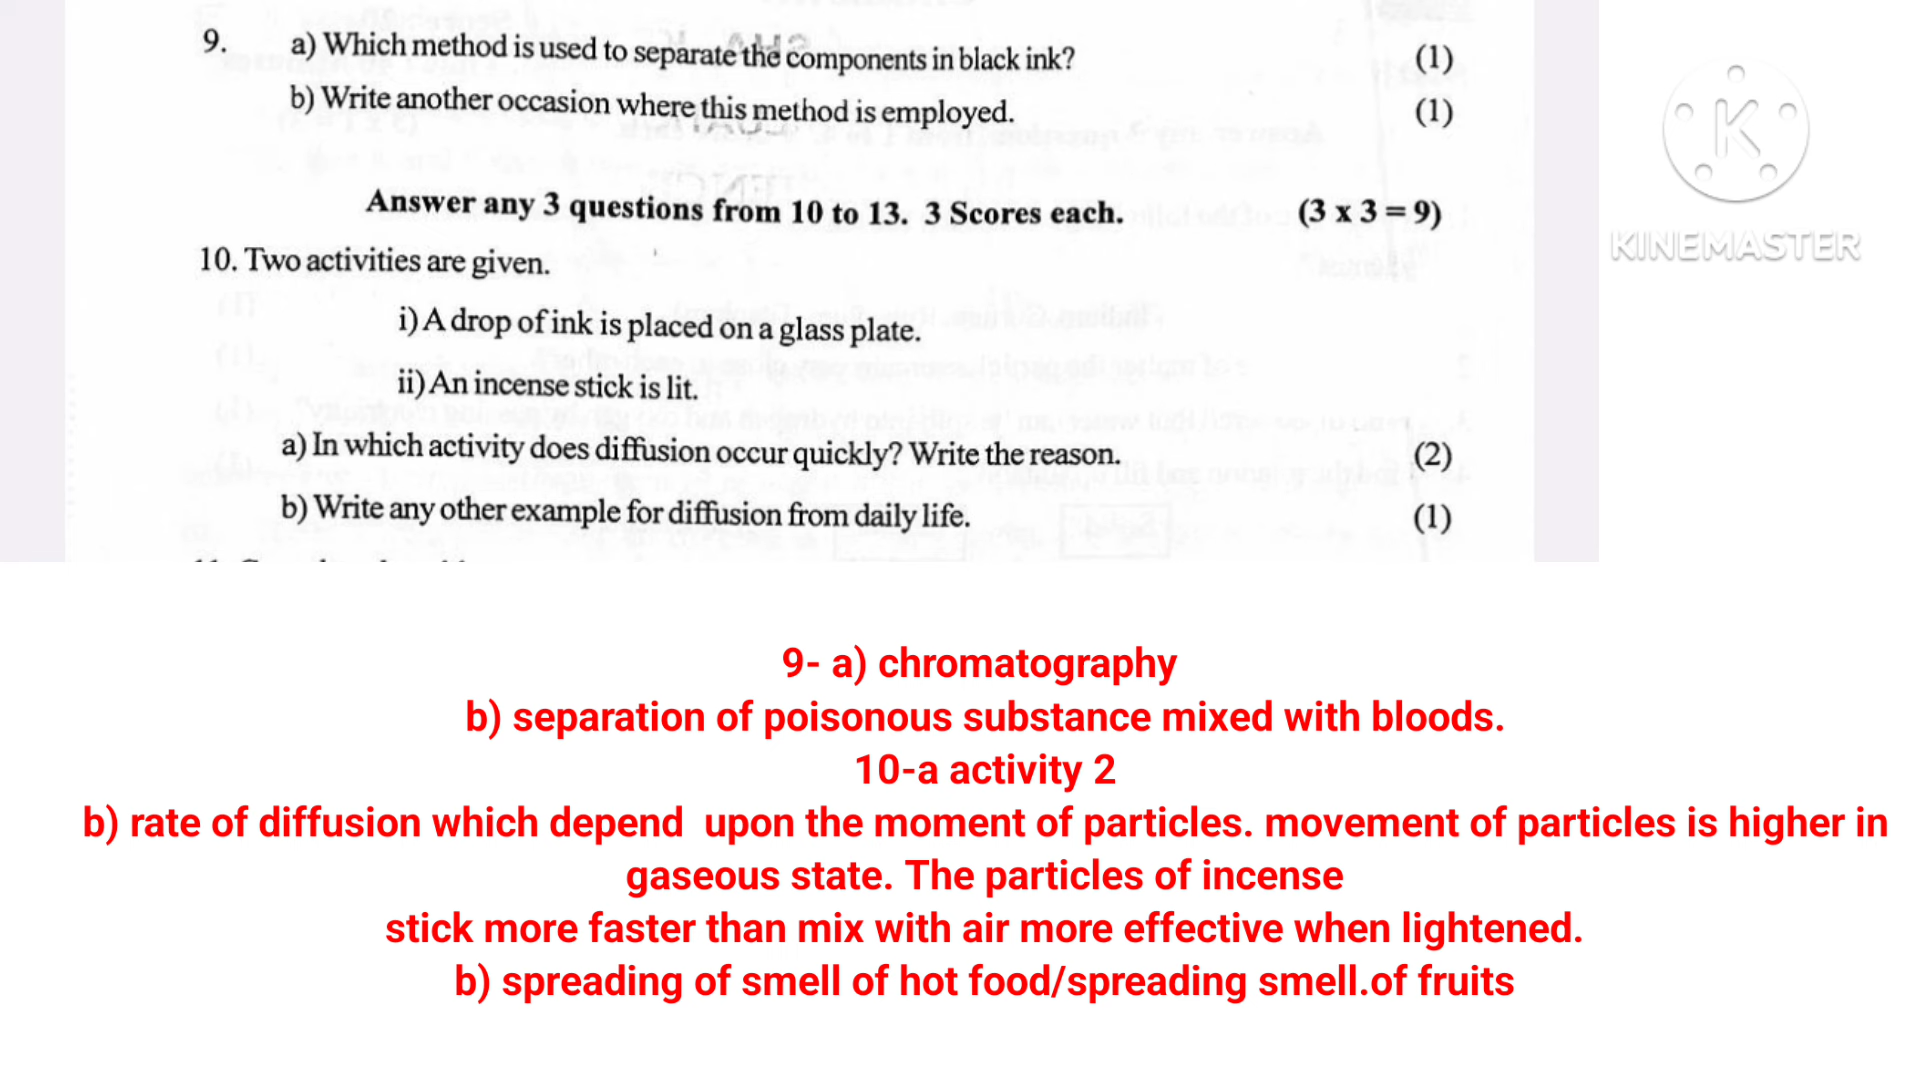 9. a) Which method is used to separate the components in black ink? (1)
b) Write another occasion where this method is employed. (1)
Answer any 3 questions from 10 to 13. 3 Scores each. (3 x 3 = 9)
10. Two activities are given.
i) A drop of ink is placed on a glass plate.
ii) An incense stick is lit.
a) In which activity does diffusion occur quickly? Write the reason. (2)
b) Write any other example for diffusion from daily life. (1)
K
KINEMASTER
9- a) chromatography
b) separation of poisonous substance mixed with bloods.
10-a activity 2
b) rate of diffusion which depend upon the moment of particles. movement of particles is higher in
gaseous state. The particles of incense
stick more faster than mix with air more effective when lightened.
b) spreading of smell of hot food/spreading smell.of fruits